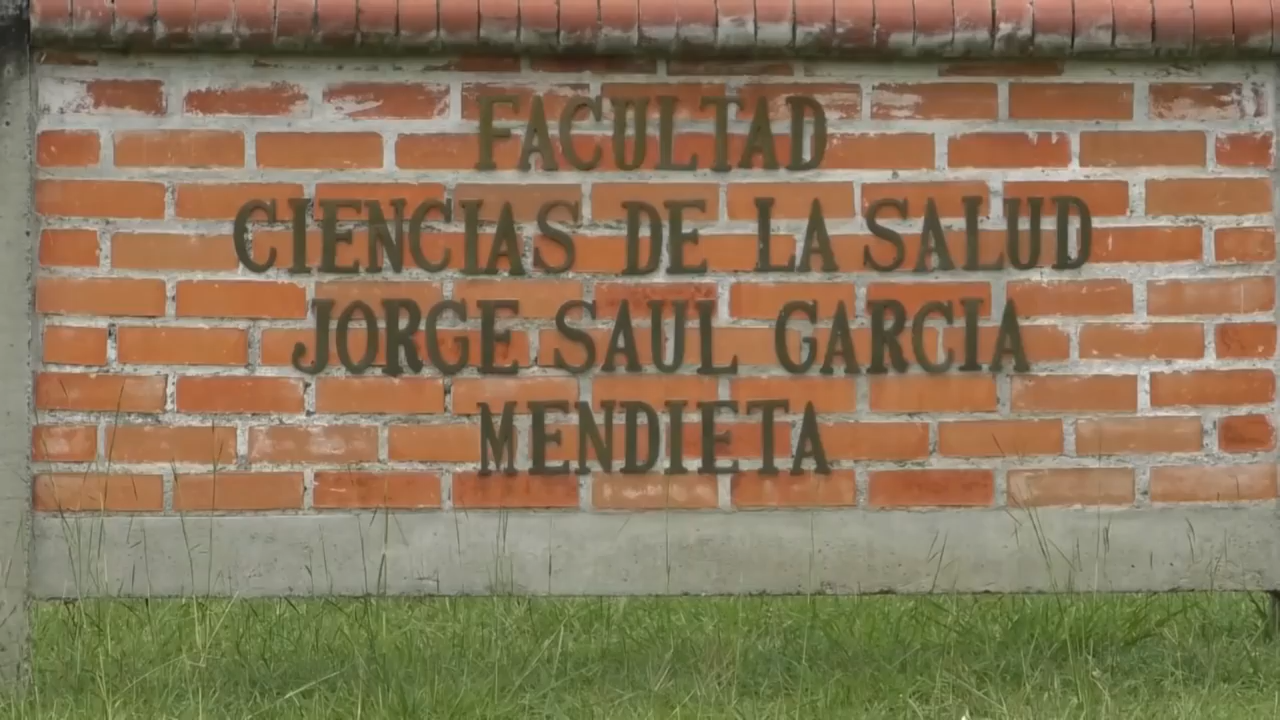 FACULTAD
CIENCIAS DE LA SALUD
JORGE SAUL GARCIA
MENDIETA